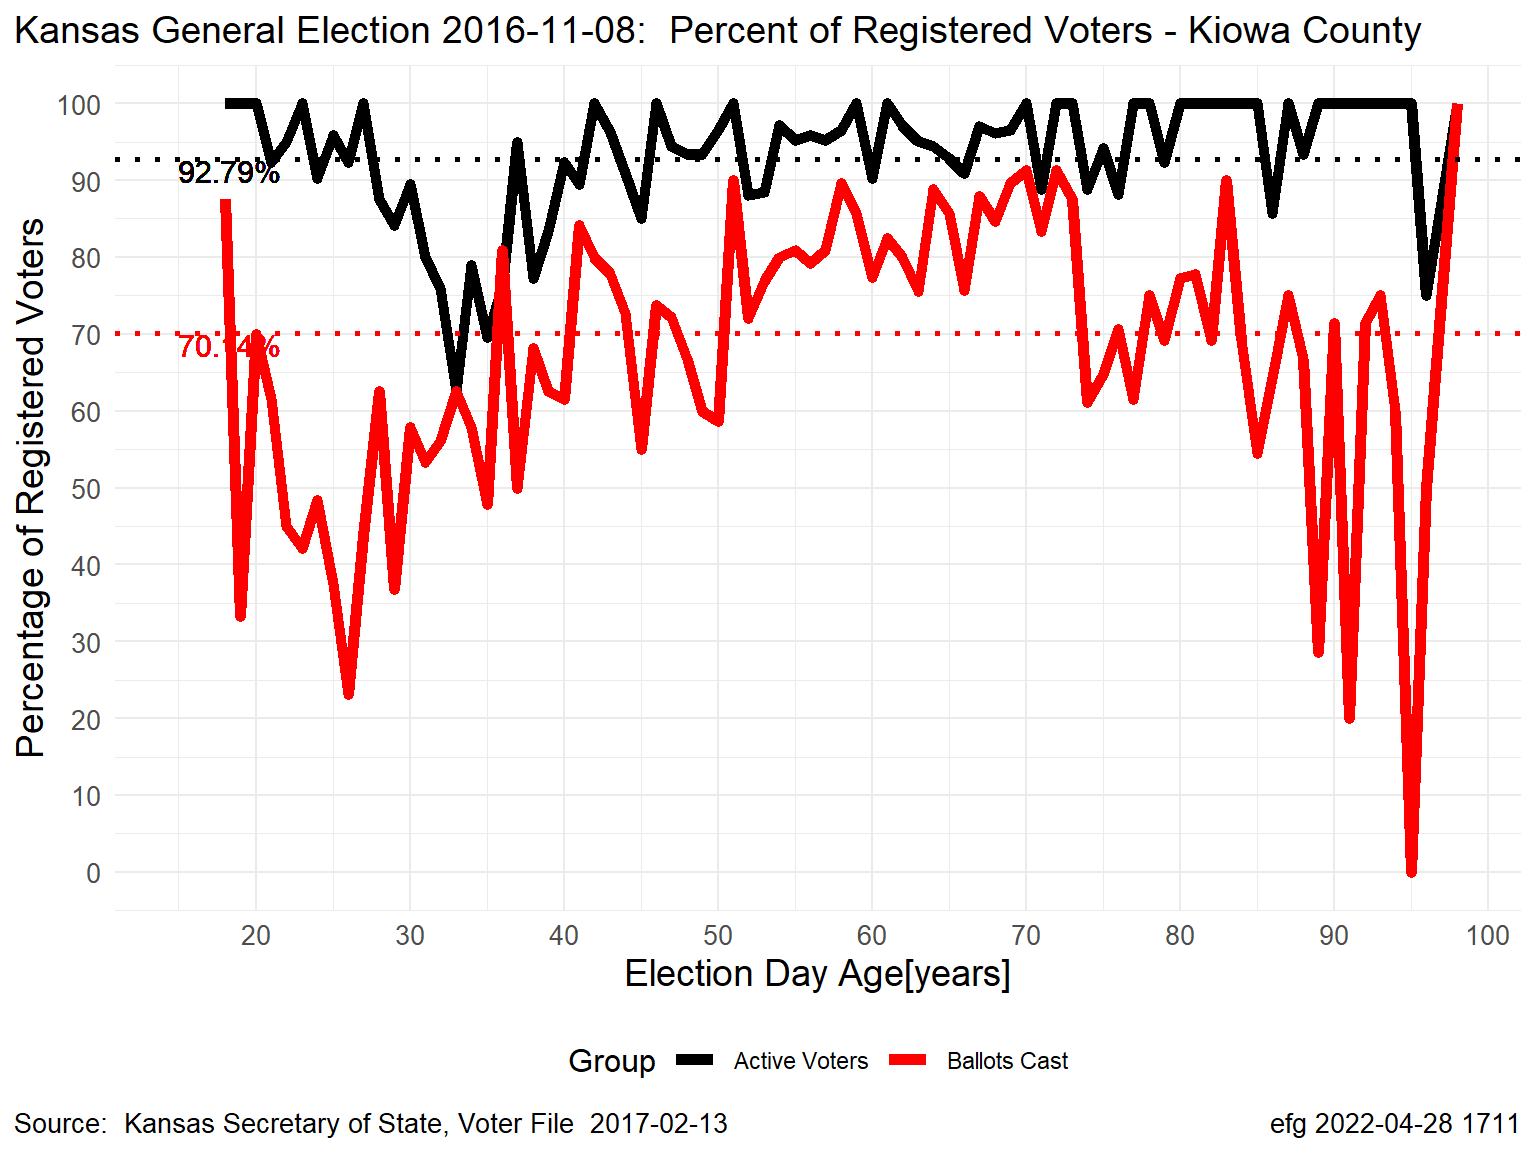 Kansas General Election 2016-11-08:  Percent of Registered Voters - Kiowa County
Percentage of Registered Voters
100
90
80
70
60
50
40
30
20
10
0
92.79%
70.14%
20 30 40 50 60 70 80 90 100
Election Day Age[years]
Group Active Voters Ballots Cast
Source:  Kansas Secretary of State, Voter File  2017-02-13
efg 2022-04-28 1711